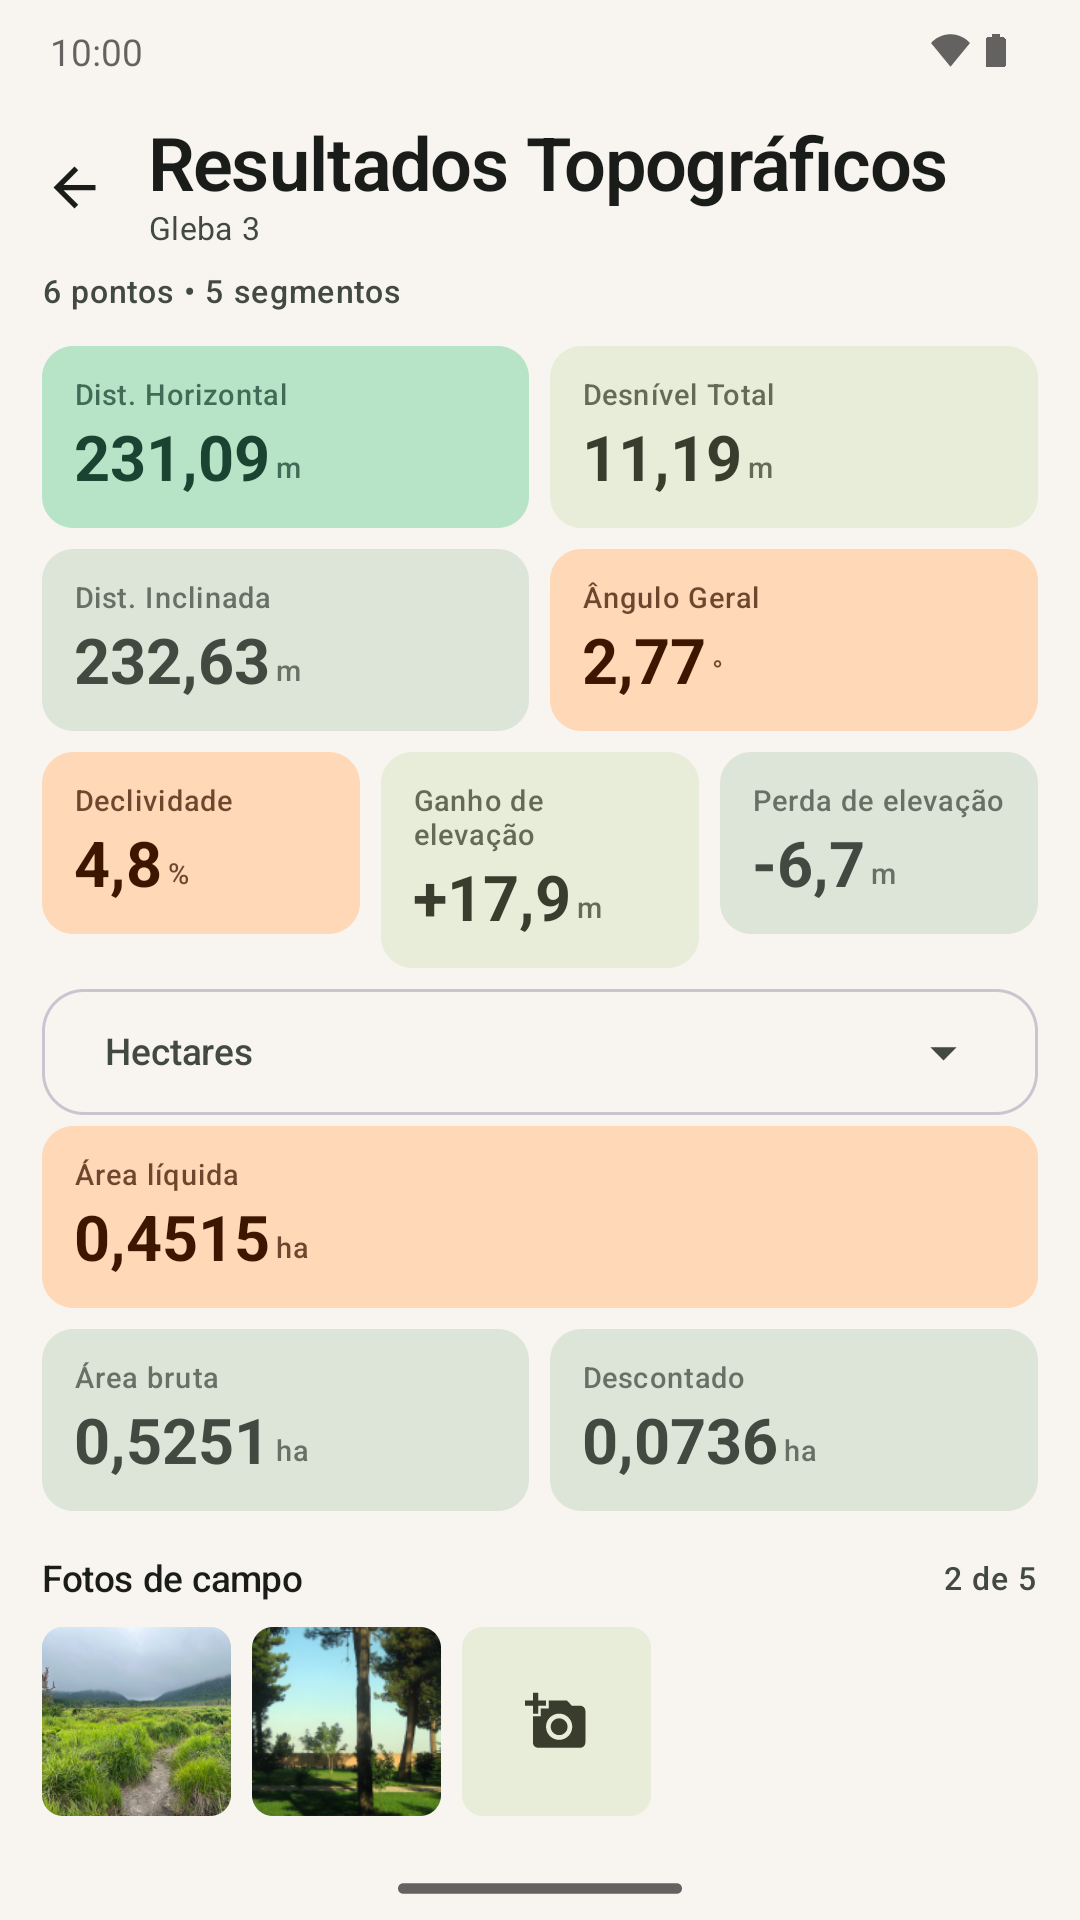 10:00
Resultados Topográficos
Gleba 3
6 pontos • 5 segmentos
Dist. Horizontal
231,09 m
Desnível Total
11,19 m
Dist. Inclinada
232,63 m
Ângulo Geral
2,77 °
Declividade
4,8 %
Ganho de
elevação
+17,9 m
Perda de elevação
-6,7 m
Hectares
Área líquida
0,4515 ha
Área bruta
0,5251 ha
Descontado
0,0736 ha
Fotos de campo
2 de 5